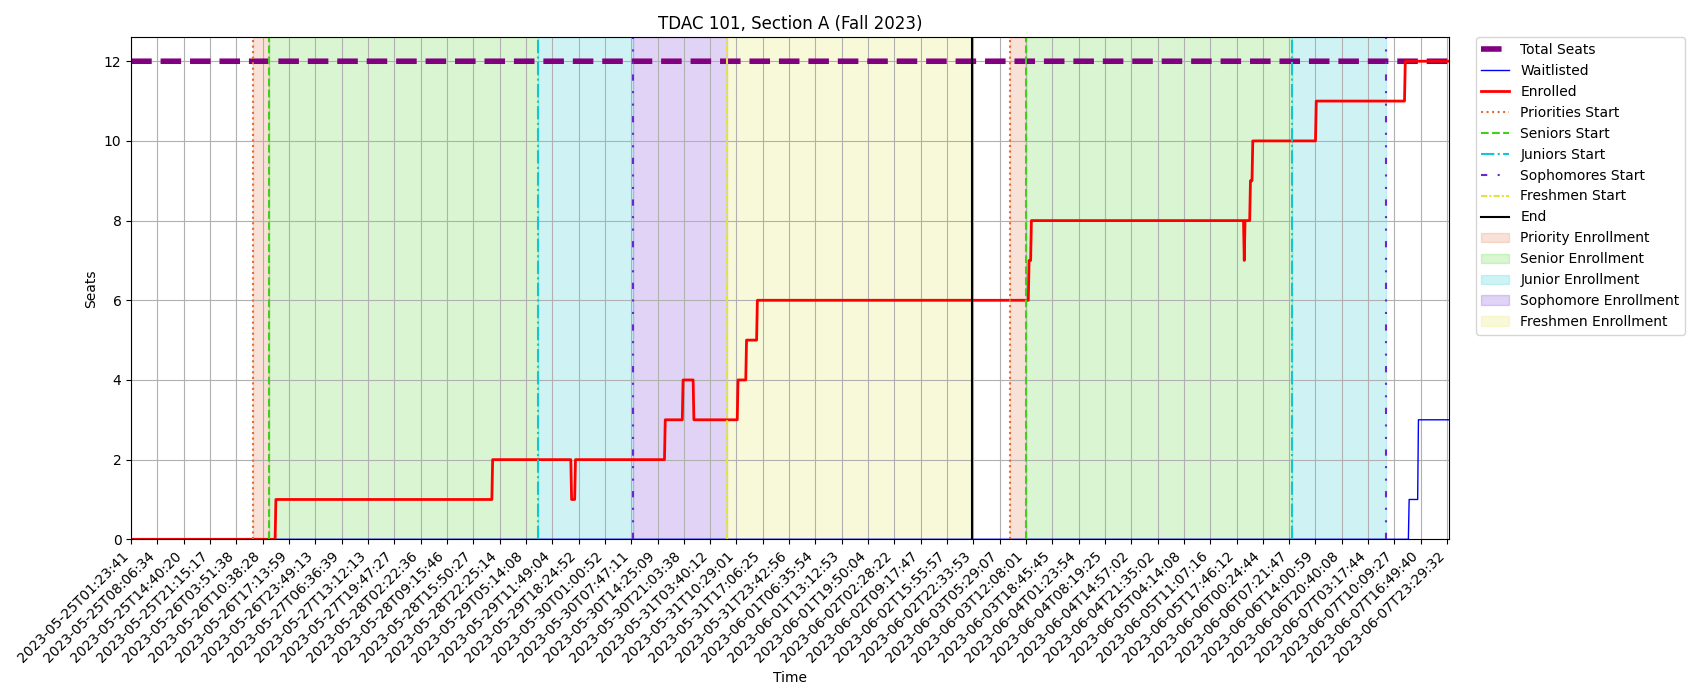 TDAC 101, Section A (Fall 2023)
Seats
12
10
8
6
4
2
0
2023-05-25T01:23:41
2023-05-25T08:06:34
2023-05-25T14:40:20
2023-05-25T21:15:17
2023-05-26T03:51:38
2023-05-26T10:38:28
2023-05-26T17:13:59
2023-05-26T23:49:13
2023-05-27T06:36:39
2023-05-27T13:12:13
2023-05-27T19:47:27
2023-05-28T02:22:36
2023-05-28T09:15:46
2023-05-28T15:50:27
2023-05-28T22:25:14
2023-05-29T05:14:08
2023-05-29T11:49:04
2023-05-29T18:24:52
2023-05-30T01:00:52
2023-05-30T07:47:11
2023-05-30T14:25:09
2023-05-30T21:03:38
2023-05-31T03:40:12
2023-05-31T10:29:01
2023-05-31T17:06:25
2023-05-31T23:42:56
2023-06-01T06:35:54
2023-06-01T13:12:53
2023-06-01T19:50:04
2023-06-02T02:28:22
2023-06-02T09:17:47
2023-06-02T15:55:57
2023-06-02T22:33:53
2023-06-03T05:29:07
2023-06-03T12:08:01
2023-06-03T18:45:45
2023-06-04T01:23:54
2023-06-04T08:19:25
2023-06-04T14:57:02
2023-06-04T21:35:02
2023-06-05T04:14:08
2023-06-05T11:07:16
2023-06-05T17:46:12
2023-06-06T00:24:44
2023-06-06T07:21:47
2023-06-06T14:00:59
2023-06-06T20:40:08
2023-06-07T03:17:44
2023-06-07T10:09:27
2023-06-07T16:49:40
2023-06-07T23:29:32
Time
Total Seats
Waitlisted
Enrolled
Priorities Start
Seniors Start
Juniors Start
Sophomores Start
Freshmen Start
End
Priority Enrollment
Senior Enrollment
Junior Enrollment
Sophomore Enrollment
Freshmen Enrollment